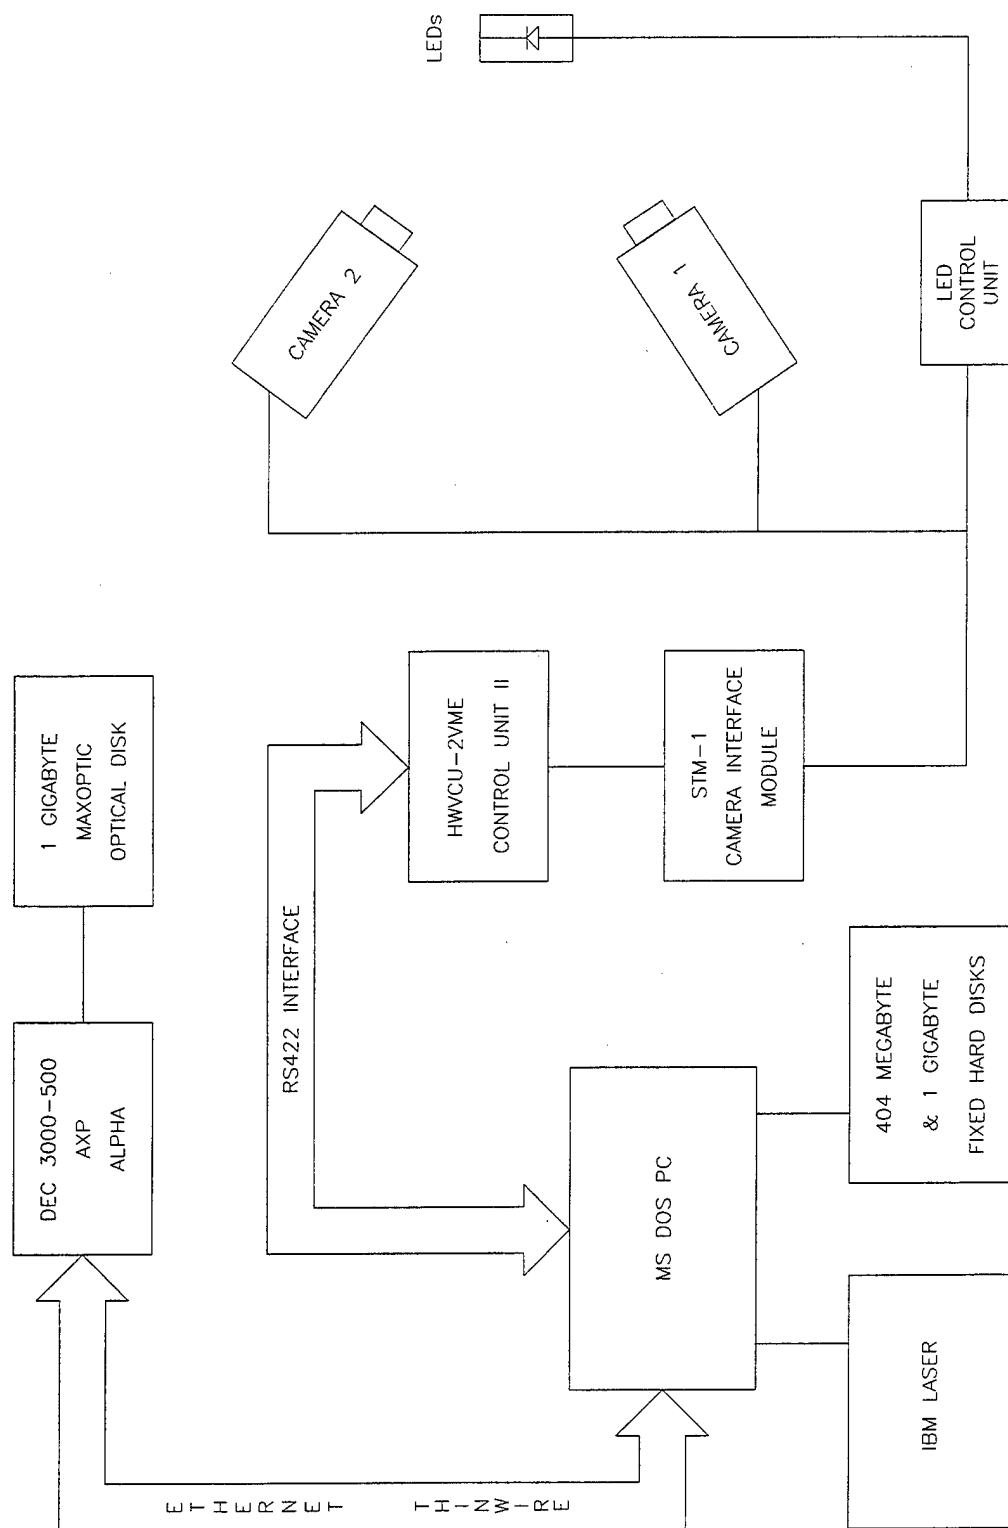 DEC 3000-500
AXP
ALPHA
1 GIGABYTE
MAXOPTIC
OPTICAL DISK
ETHERNET THINWIRE
RS422 INTERFACE
HWVCU-2VME
CONTROL UNIT II
CAMERA 2
LEDs
MS DOS PC
STM-1
CAMERA INTERFACE
MODULE
CAMERA 1
IBM LASER
404 MEGABYTE
& 1 GIGABYTE
FIXED HARD DISKS
LED
CONTROL
UNIT